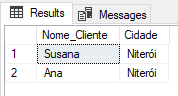 Results Messages
Nome_Cliente Cidade
1 Susana Niterói
2 Ana Niterói